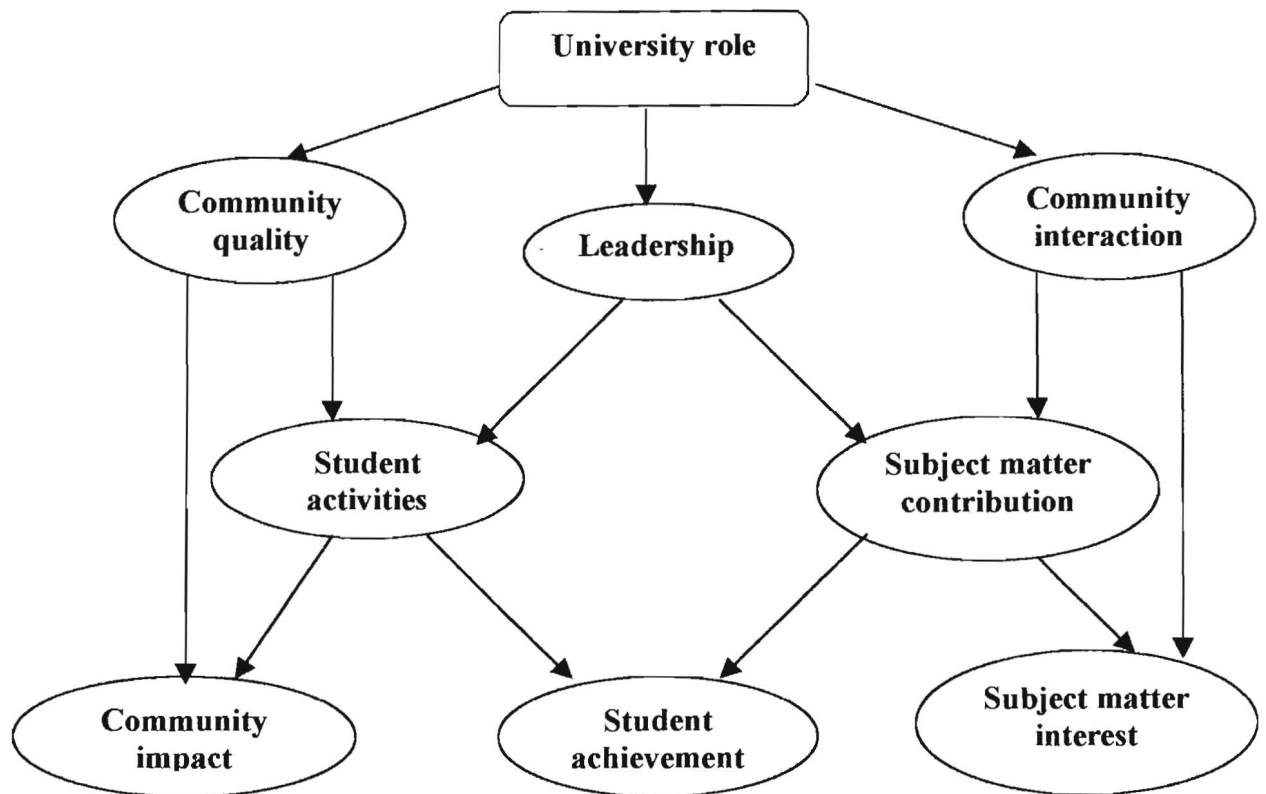 University role
Community
quality
Leadership
Community
interaction
Student
activities
Subject matter
contribution
Community
impact
Student
achievement
Subject matter
interest